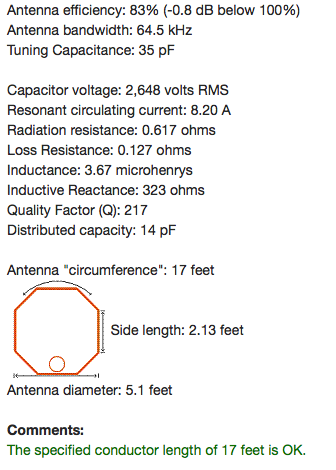 Antenna efficiency: 83% (-0.8 dB below 100%)
Antenna bandwidth: 64.5 kHz
Tuning Capacitance: 35 pF
Capacitor voltage: 2,648 volts RMS
Resonant circulating current: 8.20 A
Radiation resistance: 0.617 ohms
Loss Resistance: 0.127 ohms
Inductance: 3.67 microhenrys
Inductive Reactance: 323 ohms
Quality Factor (Q): 217
Distributed capacity: 14 pF
Antenna "circumference": 17 feet
Side length: 2.13 feet
Antenna diameter: 5.1 feet
Comments:
The specified conductor length of 17 feet is OK.